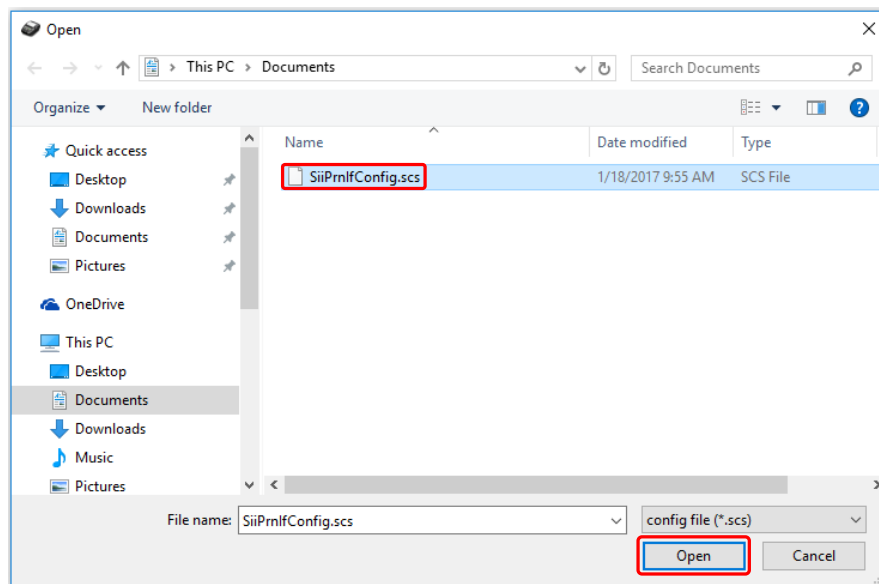 Open
This PC > Documents
Search Documents
Organize
New folder
?
Name
Date modified
Type
SiiPrnIfConfig.scs
1/18/2017 9:55 AM
SCS File
Quick access
Desktop
Downloads
Documents
Pictures
OneDrive
This PC
Desktop
Documents
Downloads
Music
Pictures
File name:
SiiPrnIfConfig.scs
config file (*.scs)
Open
Cancel